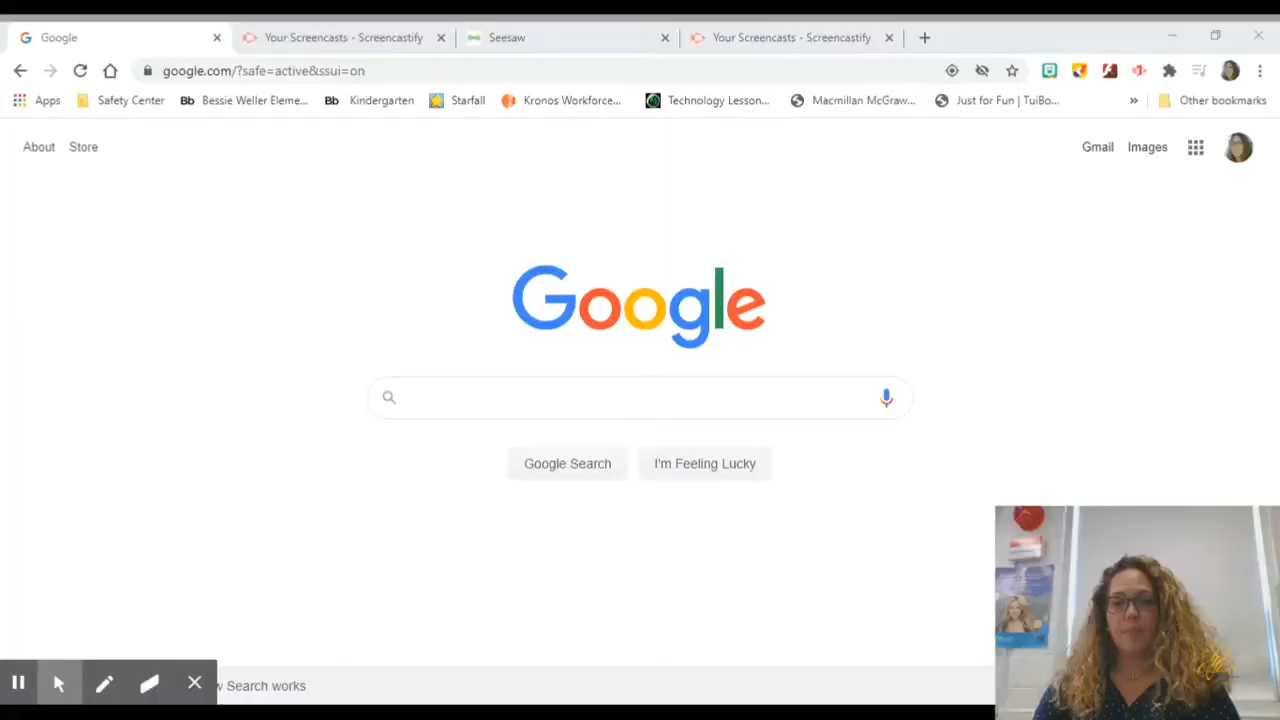 Google
Your Screencasts - Screencastify
Seesaw
Your Screencasts - Screencastify
google.com/?safe=active&ssui=on
Apps
Safety Center
Bb Bessie Weller Eleme...
Bb Kindergarten
Starfall
Kronos Workforce...
Technology Lesson...
Macmillan McGraw...
Just for Fun | TuiBo...
» Other bookmarks
About Store
Gmail Images
Google
Google Search
I'm Feeling Lucky
Search works